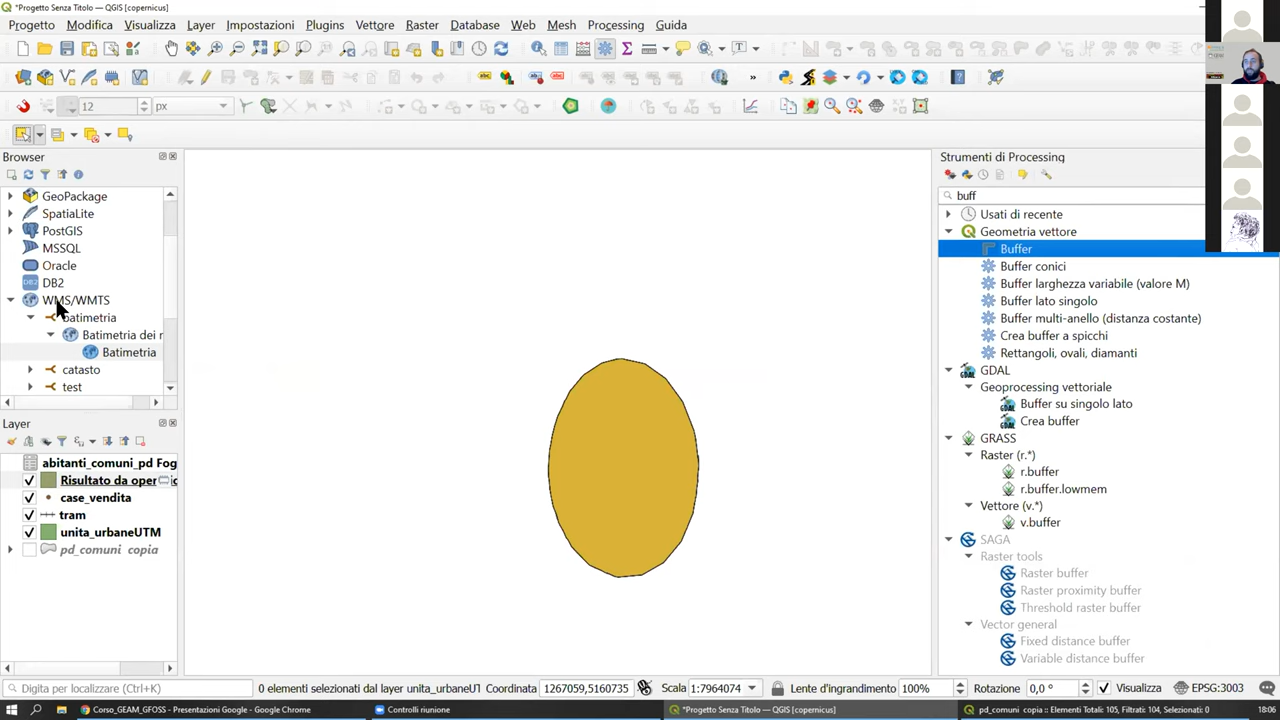 *Progetto Senza Titolo — QGIS [copernicus]
Progetto Modifica Visualizza Layer Impostazioni Plugins Vettore Raster Database Web Mesh Processing Guida
12 px
Browser
GeoPackage
SpatiaLite
PostGIS
MSSQL
Oracle
DB2
WMS/WMTS
batimetria
Batimetria dei r
Batimetria
catasto
test
Layer
abitanti_comuni_pd Fog
Risultato da oper
case_vendita
tram
unita_urbaneUTM
pd_comuni copia
Strumenti di Processing
buff
Usati di recente
Geometria vettore
Buffer
Buffer conici
Buffer larghezza variabile (valore M)
Buffer lato singolo
Buffer multi-anello (distanza costante)
Crea buffer a spicchi
Rettangoli, ovali, diamanti
GDAL
Geoprocessing vettoriale
Buffer su singolo lato
Crea buffer
GRASS
Raster (r.*)
r.buffer
r.buffer.lowmem
Vettore (v.*)
v.buffer
SAGA
Raster tools
Raster buffer
Raster proximity buffer
Threshold raster buffer
Vector general
Fixed distance buffer
Variable distance buffer
Digita per localizzare (Ctrl+K) 0 elementi selezionati dal layer unita_urbaneUT Coordinata 1267059,5160735 Scala 1:7964074 Lente d'ingrandimento 100% Rotazione 0,0 ° Visualizza EPSG:3003
Corso_GEAM_GFOSS - Presentazioni Google - Google Chrome Controlli riunione *Progetto Senza Titolo — QGIS [copernicus] pd_comuni copia :: Elementi Totali: 105, Filtrati: 104, Selezionati: 0 18:06